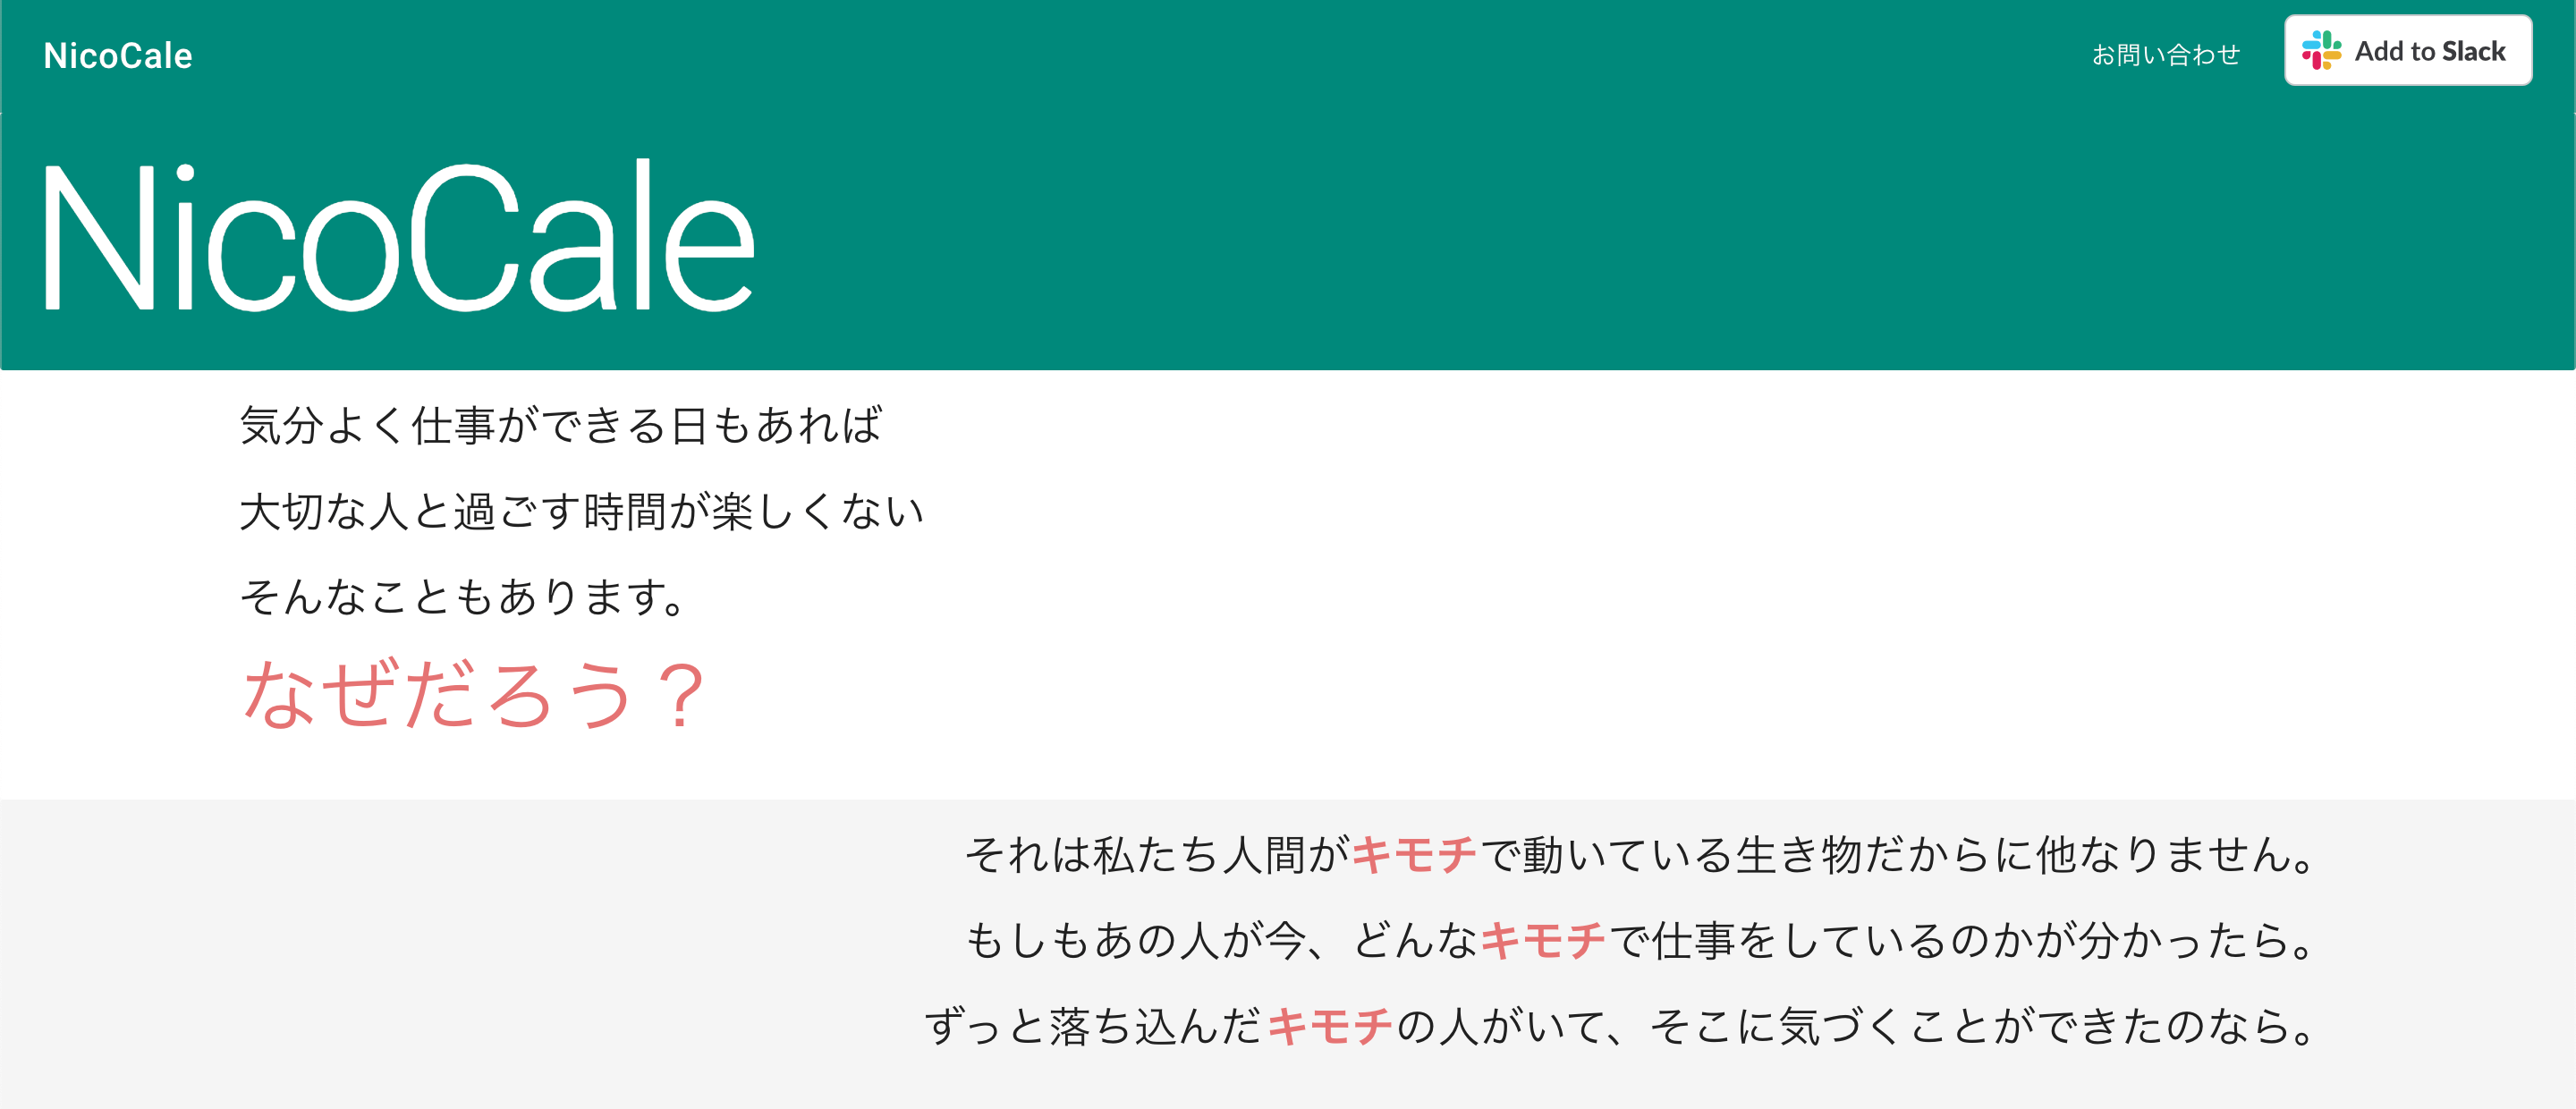 NicoCale
お問い合わせ
Add to Slack
NicoCale
気分よく仕事ができる日もあれば
大切な人と過ごす時間が楽しくない
そんなこともあります。
なぜだろう？
それは私たち人間がキモチで動いている生き物だからに他なりません。
もしもあの人が今、どんなキモチで仕事をしているのかが分かったら。
ずっと落ち込んだキモチの人がいて、そこに気づくことができたのなら。